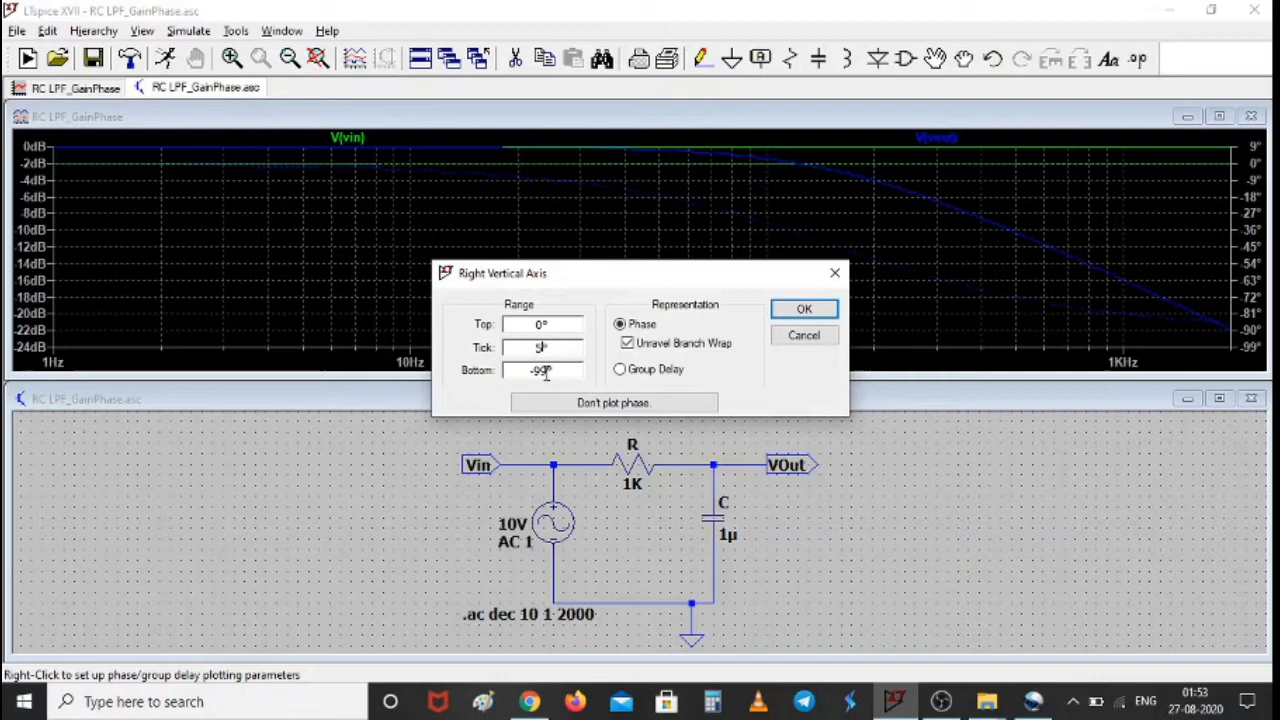 LTspice XVII - RC LPF_GainPhase.asc
File Edit Hierarchy View Simulate Tools Window Help
RC LPF_GainPhase RC LPF_GainPhase.asc
RC LPF_GainPhase
V(vin) V(vout)
0dB 9°
-2dB 0°
-4dB -9°
-6dB -18°
-8dB -27°
-10dB -36°
-12dB -45°
-14dB -54°
-16dB -63°
-18dB -72°
-20dB -81°
-22dB -90°
-24dB -99°
1Hz 10Hz 1KHz
Right Vertical Axis
Range Representation
Top: 0° Phase OK
Tick: 5° Unravel Branch Wrap Cancel
Bottom: -99° Group Delay
Don't plot phase.
RC LPF_GainPhase.asc
R
Vin VOut
1K
C
10V
1µ
AC 1
.ac dec 10 1 2000
Right-Click to set up phase/group delay plotting parameters
Type here to search
ENG
01:53
27-08-2020